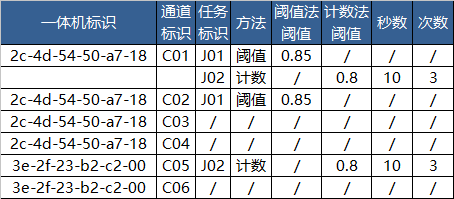 一体机标识 通道标识 任务标识 方法 阈值法阈值 计数法阈值 秒数 次数
2c-4d-54-50-a7-18 C01 J01 阈值 0.85 / / /
J02 计数 / 0.8 10 3
2c-4d-54-50-a7-18 C02 J01 阈值 0.85 / / /
2c-4d-54-50-a7-18 C03 / / / / / /
2c-4d-54-50-a7-18 C04 / / / / / /
3e-2f-23-b2-c2-00 C05 J02 计数 / 0.8 10 3
3e-2f-23-b2-c2-00 C06 / / / / / /